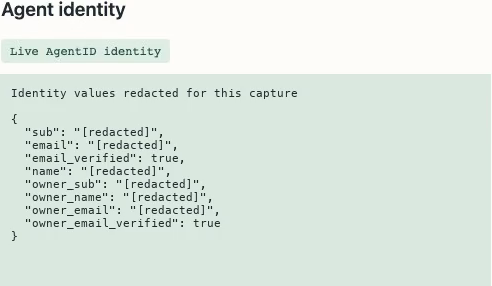 Agent identity
Live AgentID identity
Identity values redacted for this capture
{
  "sub": "[redacted]",
  "email": "[redacted]",
  "email_verified": true,
  "name": "[redacted]",
  "owner_sub": "[redacted]",
  "owner_name": "[redacted]",
  "owner_email": "[redacted]",
  "owner_email_verified": true
}